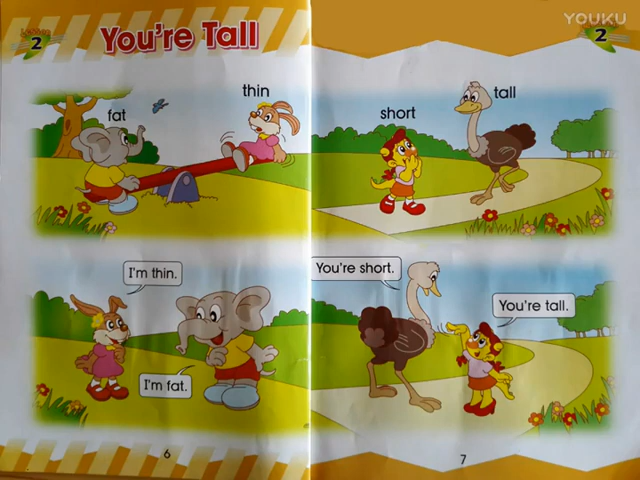 Lesson
2
You're Tall
YOUKU
2
fat
thin
short
tall
I'm thin.
I'm fat.
You're short.
You're tall.
6
7